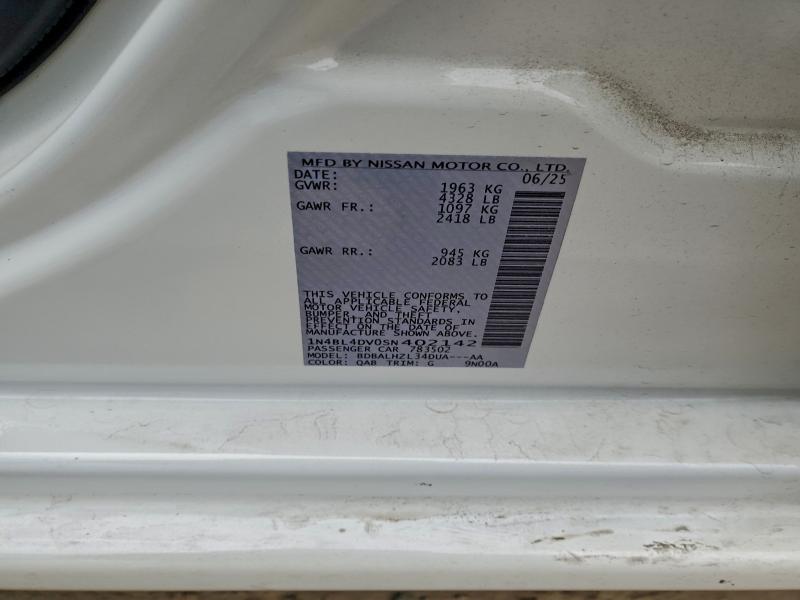 MFD BY NISSAN MOTOR CO., LTD.
DATE: 06/25
GVWR: 1963 KG
4328 LB
GAWR FR.: 1097 KG
2418 LB
GAWR RR.: 945 KG
2083 LB
THIS VEHICLE CONFORMS TO
ALL APPLICABLE FEDERAL
MOTOR VEHICLE SAFETY,
BUMPER, AND THEFT
PREVENTION STANDARDS IN
EFFECT ON THE DATE OF
MANUFACTURE SHOWN ABOVE.
1N4BL4DV0SN402142
PASSENGER CAR 783502
MODEL: BDBALHZL34DUA---AA
COLOR: QAB TRIM: G 9N00A